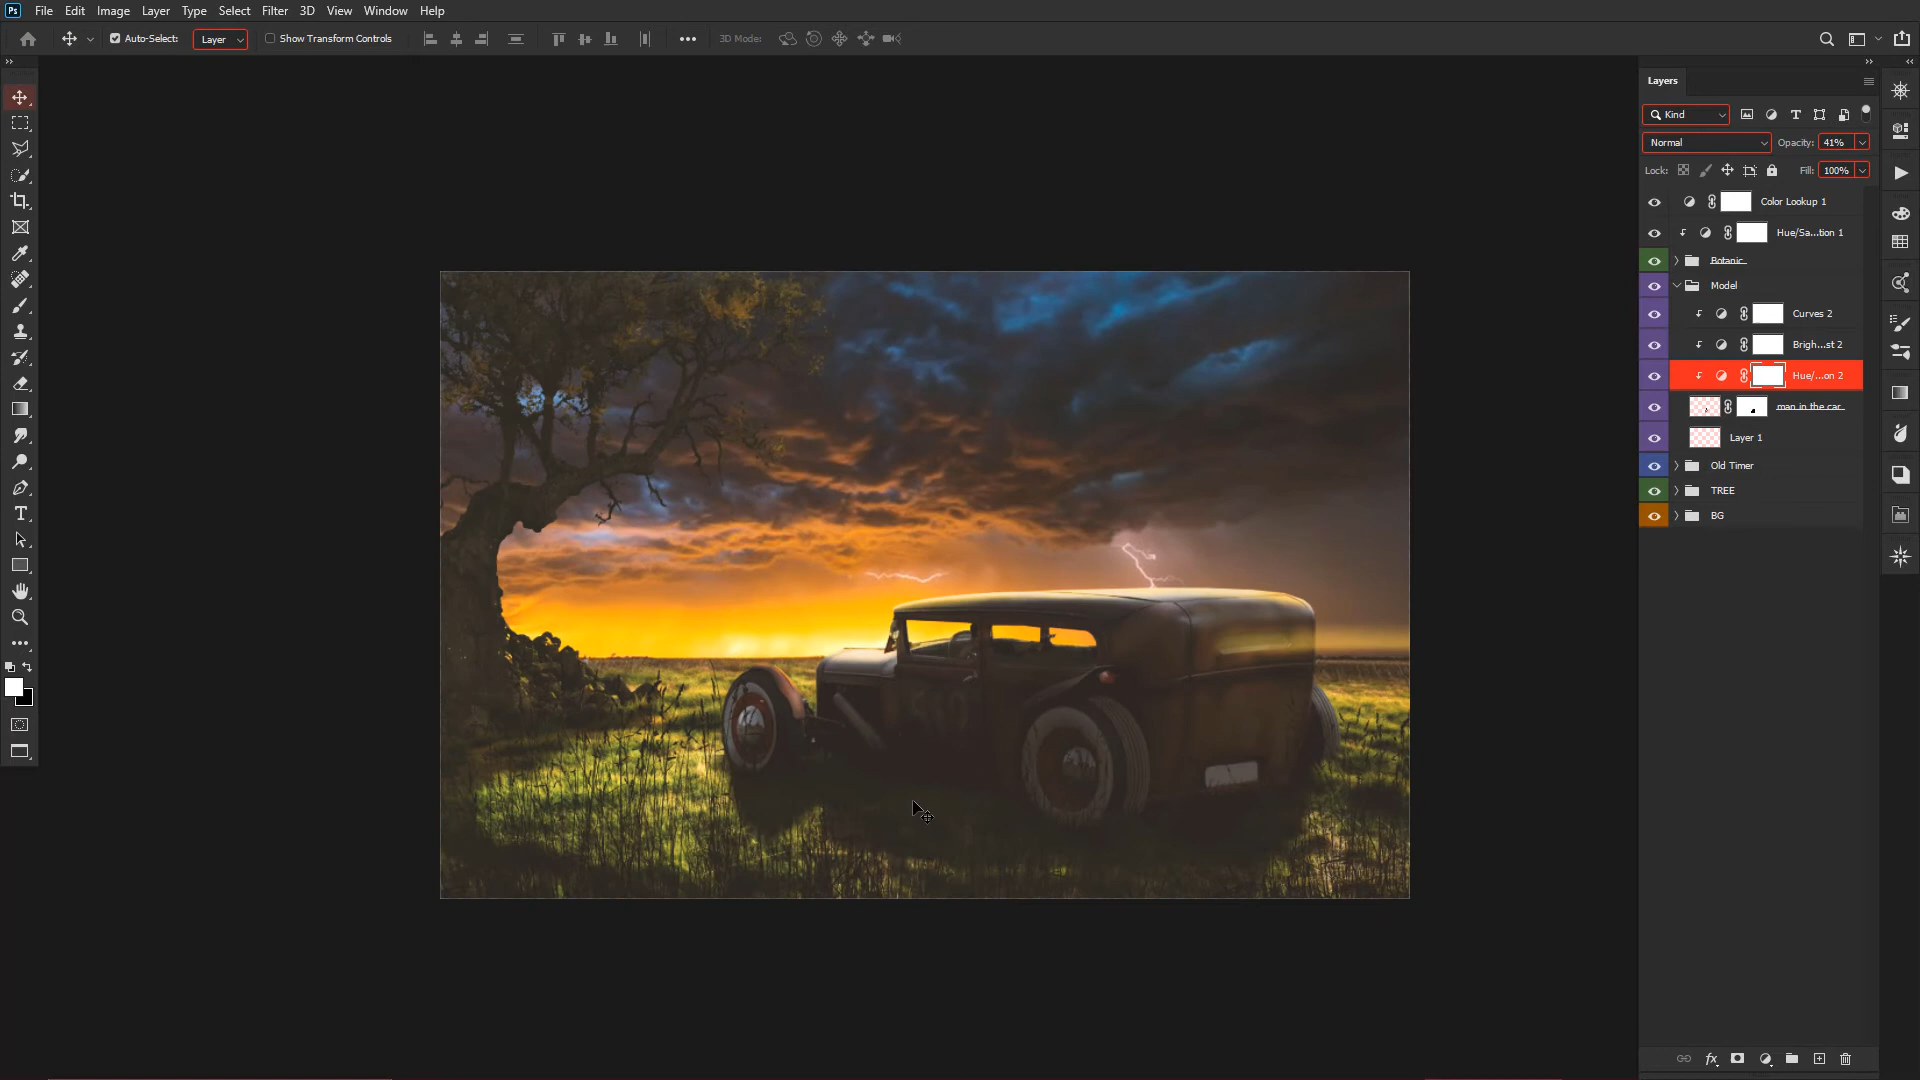 Ps File Edit Image Layer Type Select Filter 3D View Window Help
Auto-Select: Layer Show Transform Controls 3D Mode:
Layers
Kind
Normal Opacity: 41%
Lock: Fill: 100%
Color Lookup 1
Hue/Sa...tion 1
Botanic
Model
Curves 2
Brigh...st 2
Hue/...on 2
man in the car
Layer 1
Old Timer
TREE
BG
fx